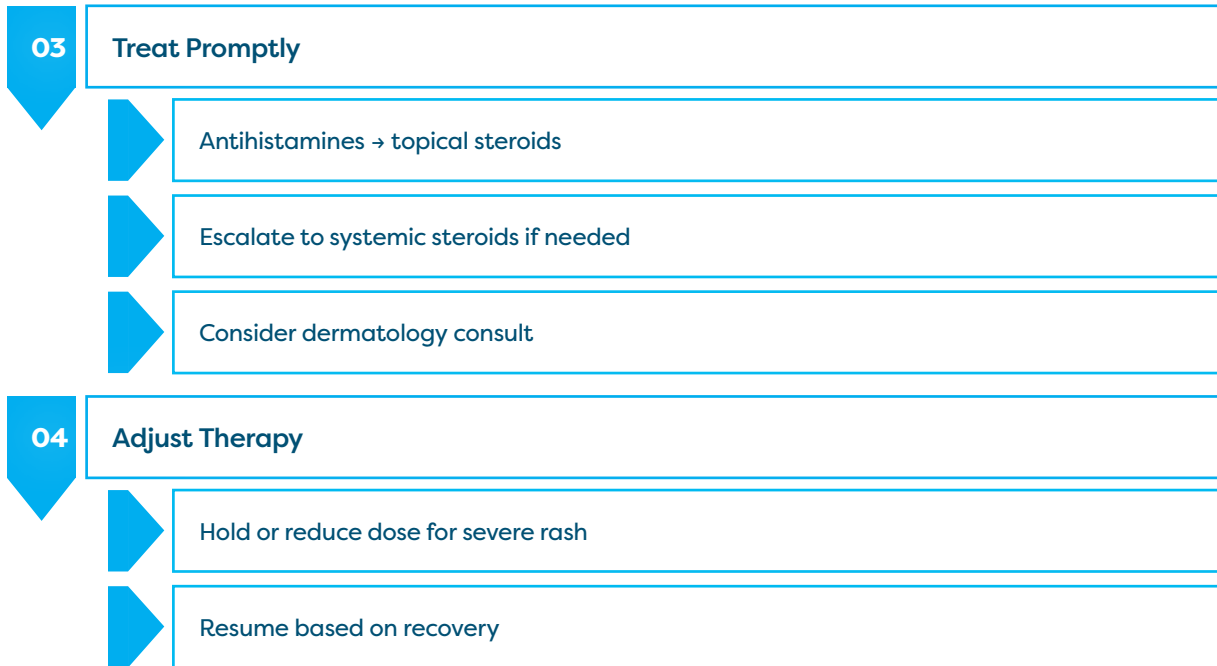 03
Treat Promptly
Antihistamines → topical steroids
Escalate to systemic steroids if needed
Consider dermatology consult
04
Adjust Therapy
Hold or reduce dose for severe rash
Resume based on recovery